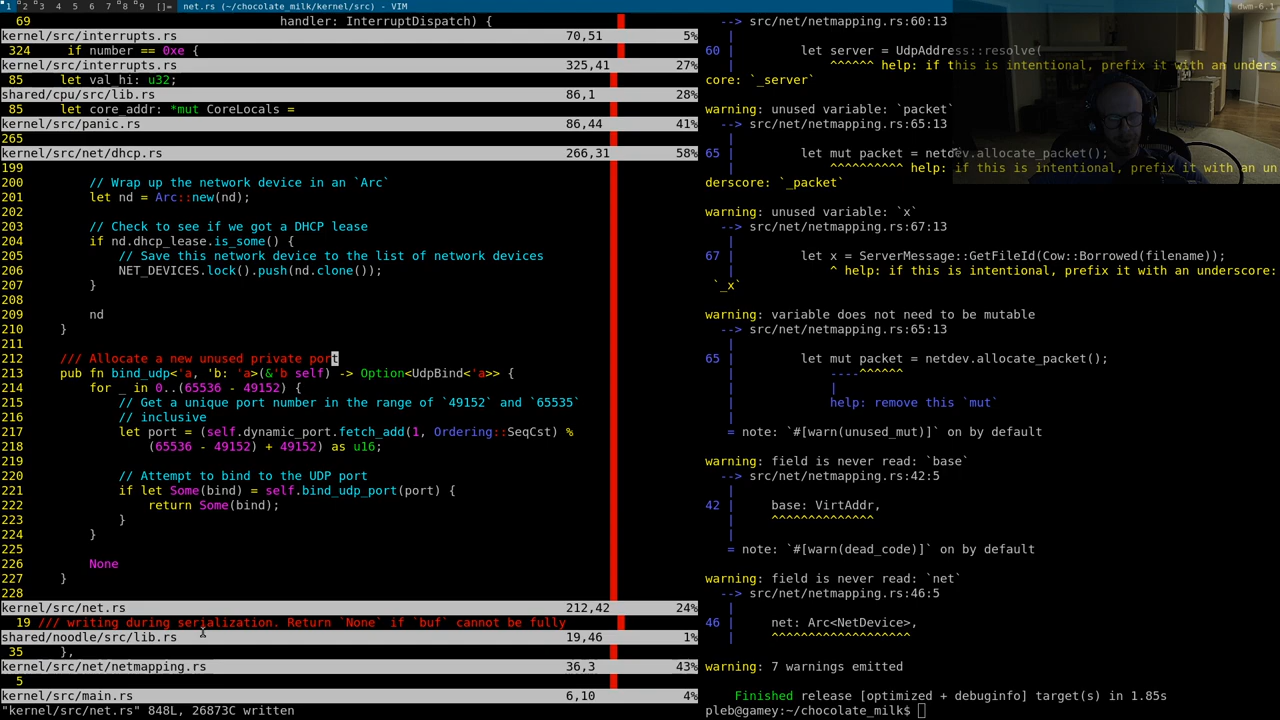 1 2 3 4 5 6 7 8 9 []= net.rs (~/chocolate_milk/kernel/src) - VIM dwm-6.1
69 handler: InterruptDispatch) {
kernel/src/interrupts.rs 70,51 5%
324 if number == 0xe {
kernel/src/interrupts.rs 325,41 27%
85 let val_hi: u32;
shared/cpu/src/lib.rs 86,1 28%
85 let core_addr: *mut CoreLocals =
kernel/src/panic.rs 86,44 41%
265
kernel/src/net/dhcp.rs 266,31 58%
199
200 // Wrap up the network device in an `Arc`
201 let nd = Arc::new(nd);
202
203 // Check to see if we got a DHCP lease
204 if nd.dhcp_lease.is_some() {
205 // Save this network device to the list of network devices
206 NET_DEVICES.lock().push(nd.clone());
207 }
208
209 nd
210 }
211
212 /// Allocate a new unused private port
213 pub fn bind_udp<'a, 'b: 'a>(&'b self) -> Option<UdpBind<'a>> {
214 for _ in 0..(65536 - 49152) {
215 // Get a unique port number in the range of `49152` and `65535`
216 // inclusive
217 let port = (self.dynamic_port.fetch_add(1, Ordering::SeqCst) %
218 (65536 - 49152) + 49152) as u16;
219
220 // Attempt to bind to the UDP port
221 if let Some(bind) = self.bind_udp_port(port) {
222 return Some(bind);
223 }
224 }
225
226 None
227 }
228
kernel/src/net.rs 212,42 24%
19 /// writing during serialization. Return `None` if `buf` cannot be fully
shared/noodle/src/lib.rs 19,46 1%
35 },
kernel/src/net/netmapping.rs 36,3 43%
5
kernel/src/main.rs 6,10 4%
"kernel/src/net.rs" 848L, 26873C written
--> src/net/netmapping.rs:60:13
|
60 | let server = UdpAddress::resolve(
| ^^^^^^ help: if this is intentional, prefix it with an unders
core: `_server`
warning: unused variable: `packet`
--> src/net/netmapping.rs:65:13
|
65 | let mut packet = netdev.allocate_packet();
| ^^^^^^^^^^ help: if this is intentional, prefix it with an un
derscore: `_packet`
warning: unused variable: `x`
--> src/net/netmapping.rs:67:13
|
67 | let x = ServerMessage::GetFileId(Cow::Borrowed(filename));
| ^ help: if this is intentional, prefix it with an underscore:
`_x`
warning: variable does not need to be mutable
--> src/net/netmapping.rs:65:13
|
65 | let mut packet = netdev.allocate_packet();
| ----^^^^^^
| |
| help: remove this `mut`
|
= note: `#[warn(unused_mut)]` on by default
warning: field is never read: `base`
--> src/net/netmapping.rs:42:5
|
42 | base: VirtAddr,
| ^^^^^^^^^^^^^^
|
= note: `#[warn(dead_code)]` on by default
warning: field is never read: `net`
--> src/net/netmapping.rs:46:5
|
46 | net: Arc<NetDevice>,
| ^^^^^^^^^^^^^^^^^^^
warning: 7 warnings emitted
Finished release [optimized + debuginfo] target(s) in 1.85s
pleb@gamey:~/chocolate_milk$